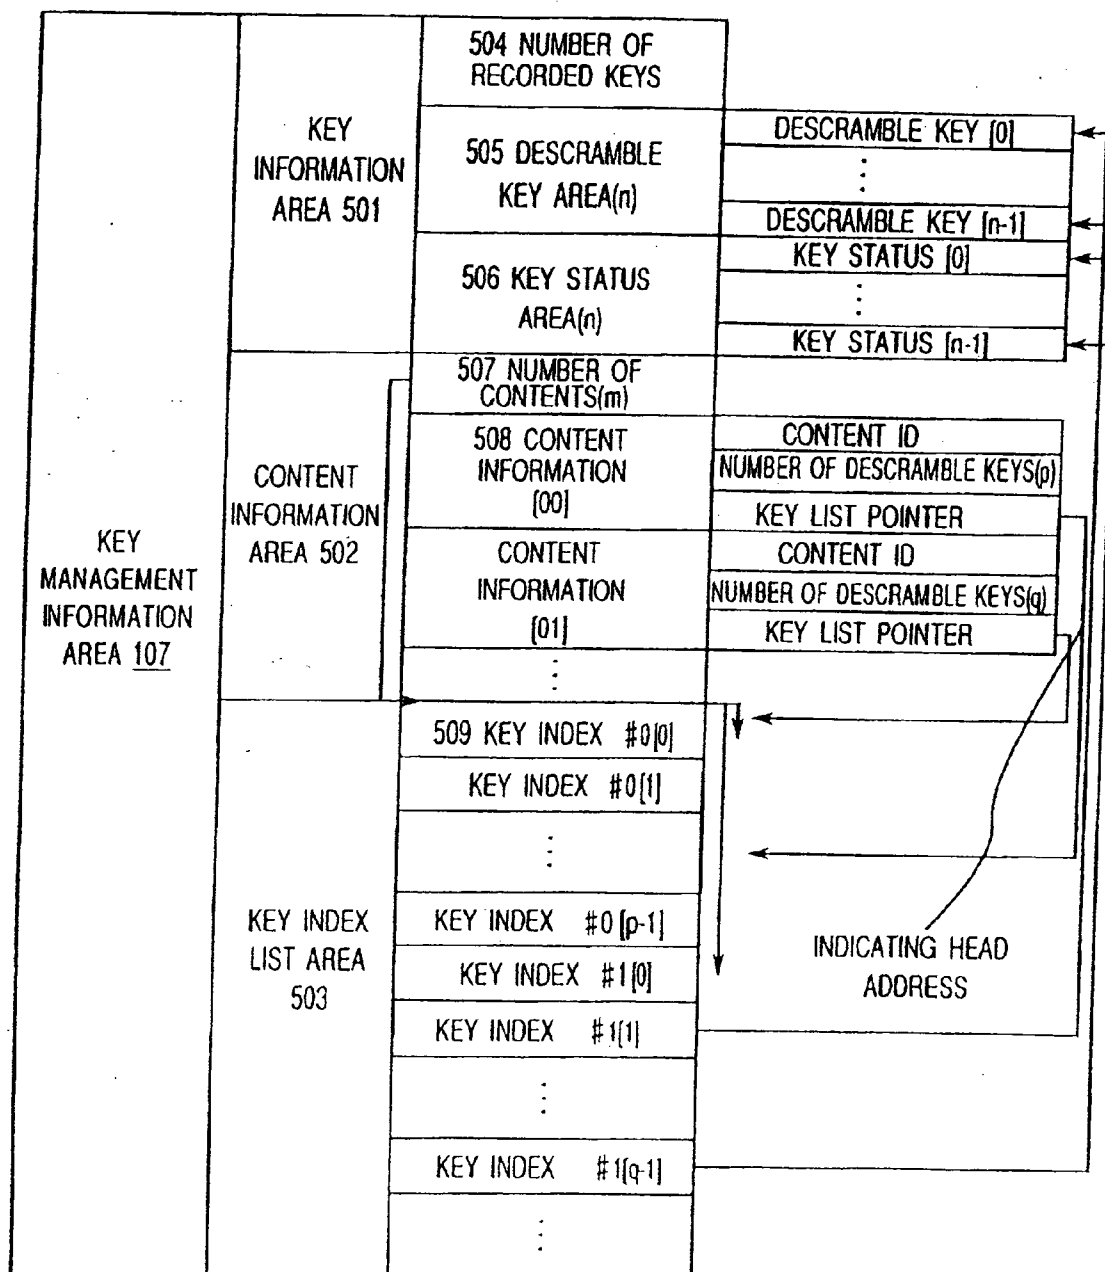 KEY
MANAGEMENT
INFORMATION
AREA 107
KEY
INFORMATION
AREA 501
504 NUMBER OF
RECORDED KEYS
505 DESCRAMBLE
KEY AREA(n)
DESCRAMBLE KEY [0]
DESCRAMBLE KEY [n-1]
506 KEY STATUS
AREA(n)
KEY STATUS [0]
KEY STATUS [n-1]
CONTENT
INFORMATION
AREA 502
507 NUMBER OF
CONTENTS(m)
508 CONTENT
INFORMATION
[00]
CONTENT ID
NUMBER OF DESCRAMBLE KEYS(p)
KEY LIST POINTER
CONTENT
INFORMATION
[01]
CONTENT ID
NUMBER OF DESCRAMBLE KEYS(q)
KEY LIST POINTER
KEY INDEX
LIST AREA
503
509 KEY INDEX #0[0]
KEY INDEX #0[1]
KEY INDEX #0[p-1]
KEY INDEX #1[0]
KEY INDEX #1[1]
KEY INDEX #1[q-1]
INDICATING HEAD
ADDRESS